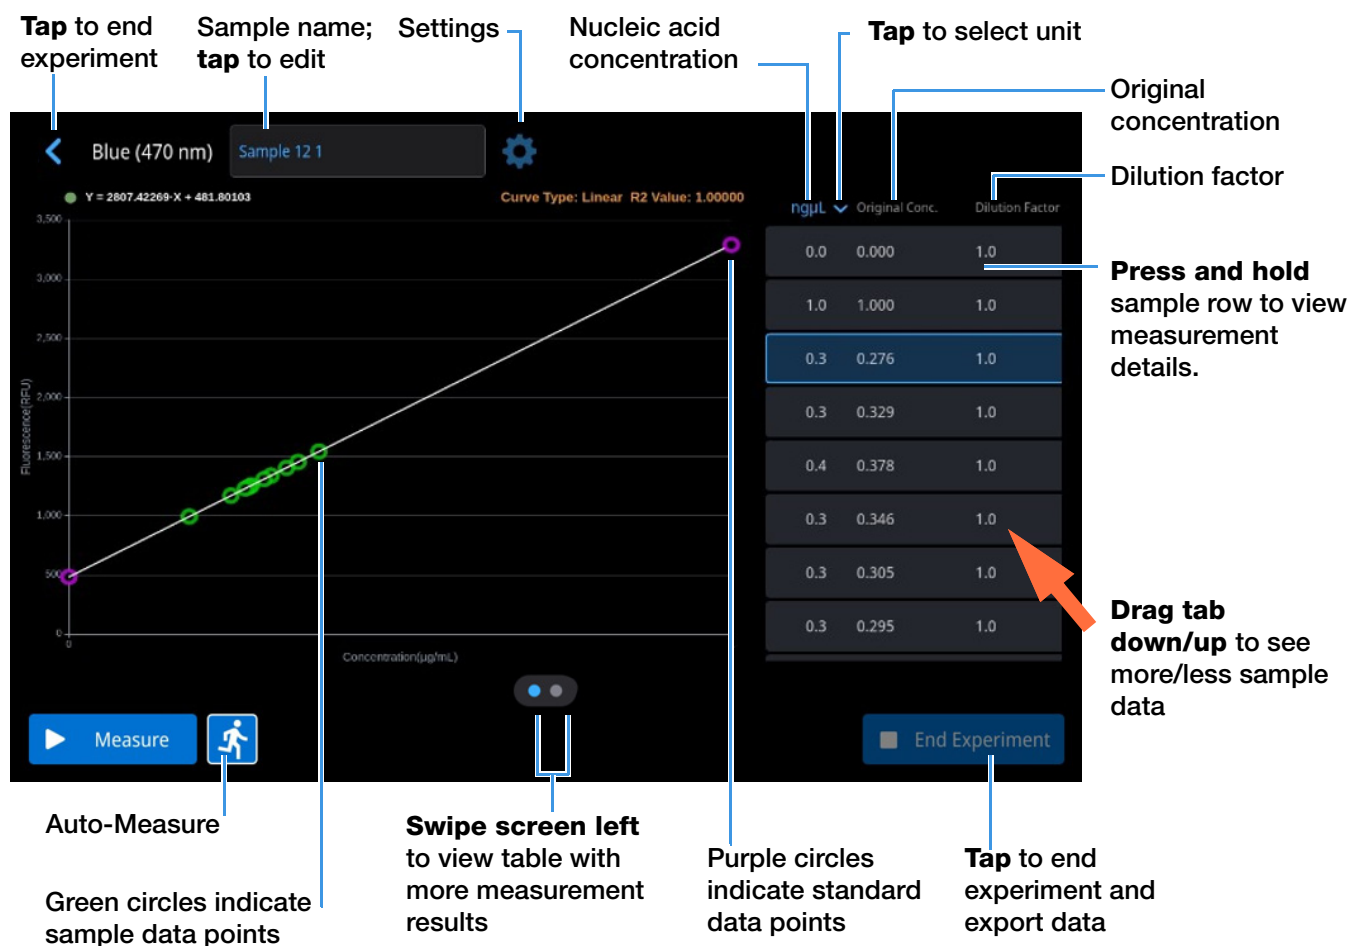 Tap to end
experiment
Sample name;
tap to edit
Settings
Nucleic acid
concentration
Tap to select unit
Original
concentration
Dilution factor
Blue (470 nm)
Sample 12 1
Y = 2807.42269·X + 481.80103
Curve Type: Linear R2 Value: 1.00000
ngµL
Original Conc.
Dilution Factor
0.0 0.000 1.0
1.0 1.000 1.0
0.3 0.276 1.0
0.3 0.329 1.0
0.4 0.378 1.0
0.3 0.346 1.0
0.3 0.305 1.0
0.3 0.295 1.0
Press and hold
sample row to view
measurement
details.
Drag tab
down/up to see
more/less sample
data
3,500
3,000
2,500
2,000
1,500
1,000
500
0
0
Fluorescence(RFU)
Concentration(µg/mL)
Measure
End Experiment
Auto-Measure
Green circles indicate
sample data points
Swipe screen left
to view table with
more measurement
results
Purple circles
indicate standard
data points
Tap to end
experiment and
export data